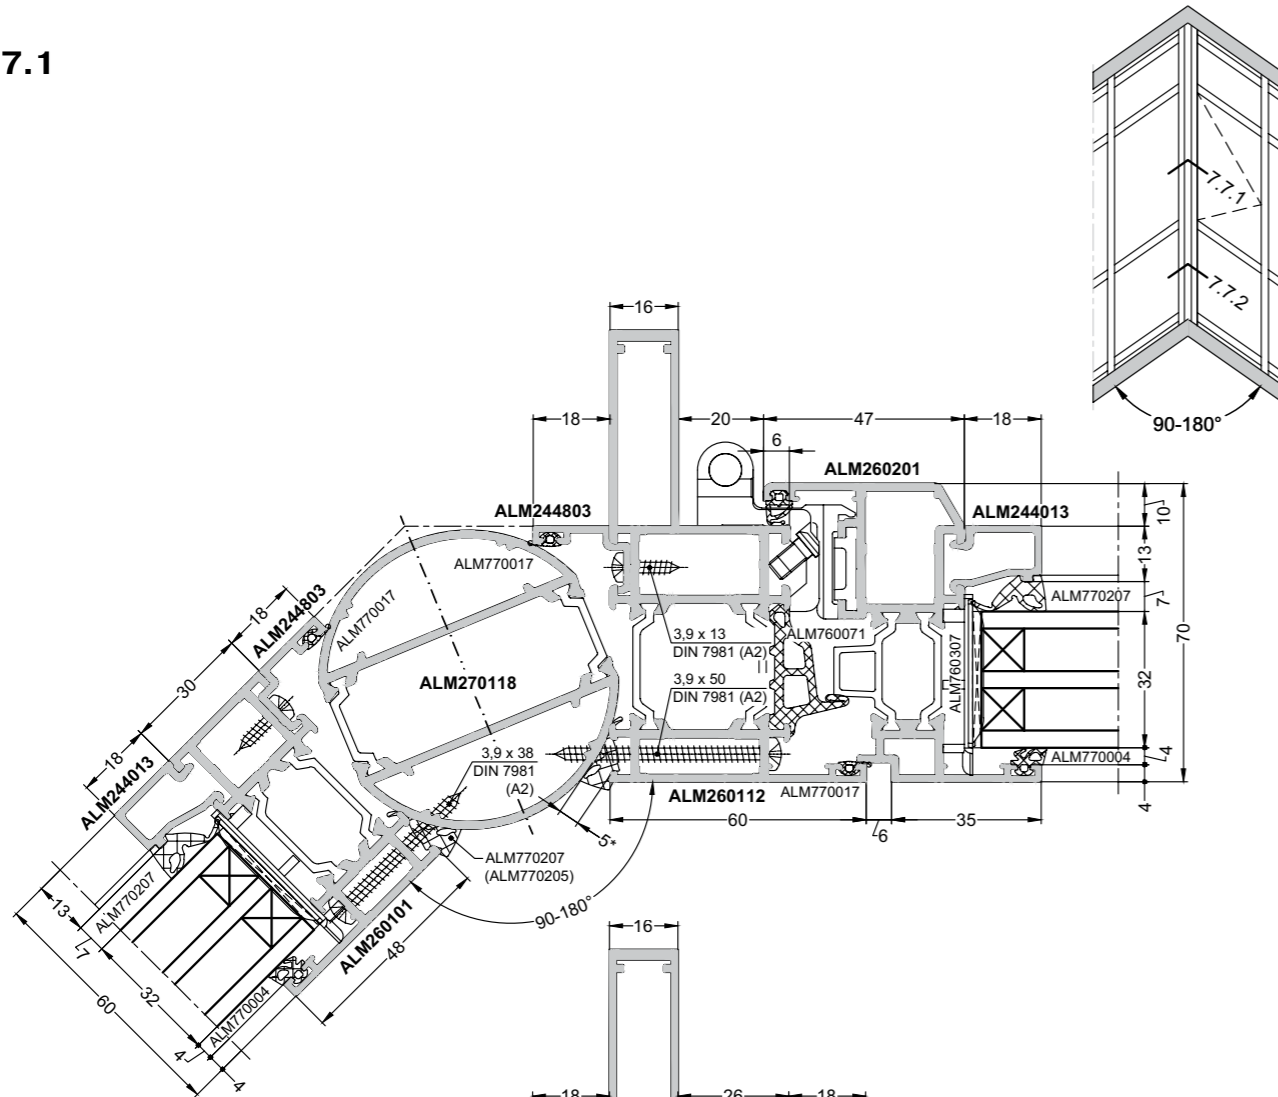 7.1
7.7.1
7.7.2
90-180°
16
18
20
47
18
6
ALM260201
ALM244803
ALM244013
10
13
7
70
32
4
4
ALM770017
ALM770017
ALM244803
18
30
18
ALM244013
ALM270118
3,9 x 13
DIN 7981 (A2)
3,9 x 50
DIN 7981 (A2)
ALM760071
ALM760307
ALM770207
ALM770004
3,9 x 38
DIN 7981
(A2)
ALM260112
ALM770017
60
6
35
5*
ALM770207
(ALM770205)
90-180°
ALM770207
ALM260101
48
13
7
32
60
ALM770004
4
4
16
18
26
18